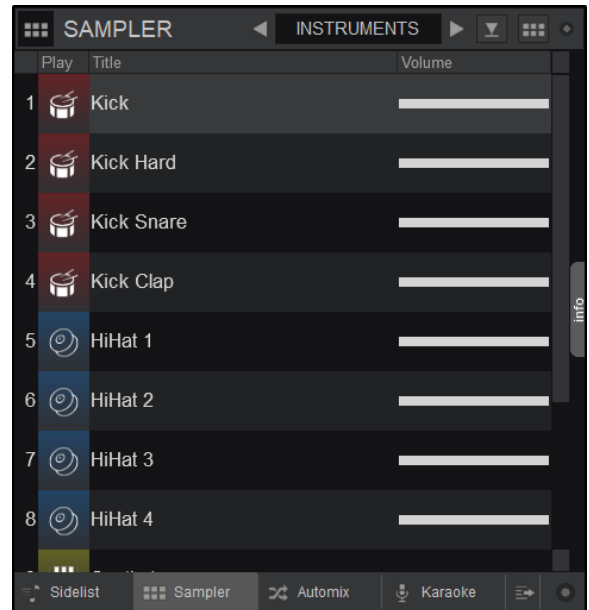 SAMPLER INSTRUMENTS
Play Title Volume
1 Kick
2 Kick Hard
3 Kick Snare
4 Kick Clap
5 HiHat 1
6 HiHat 2
7 HiHat 3
8 HiHat 4
info
Sidelist Sampler Automix Karaoke